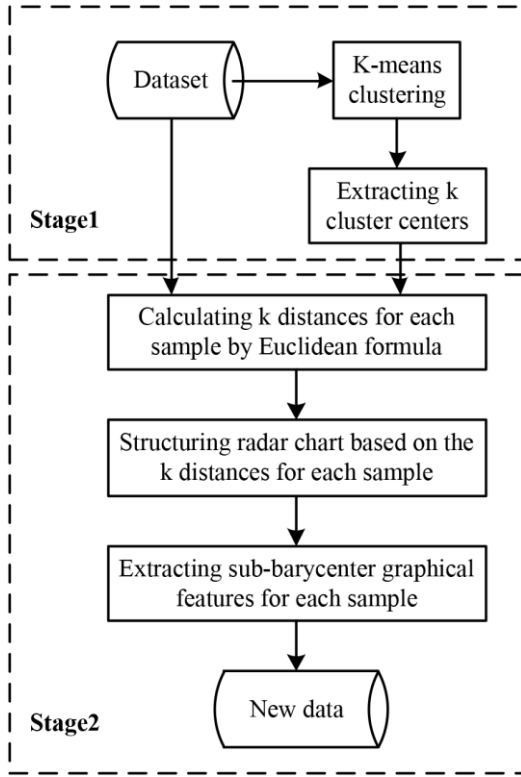 Dataset
K-means
clustering
Extracting k
cluster centers
Stage1
Calculating k distances for each
sample by Euclidean formula
Structuring radar chart based on the
k distances for each sample
Extracting sub-barycenter graphical
features for each sample
New data
Stage2